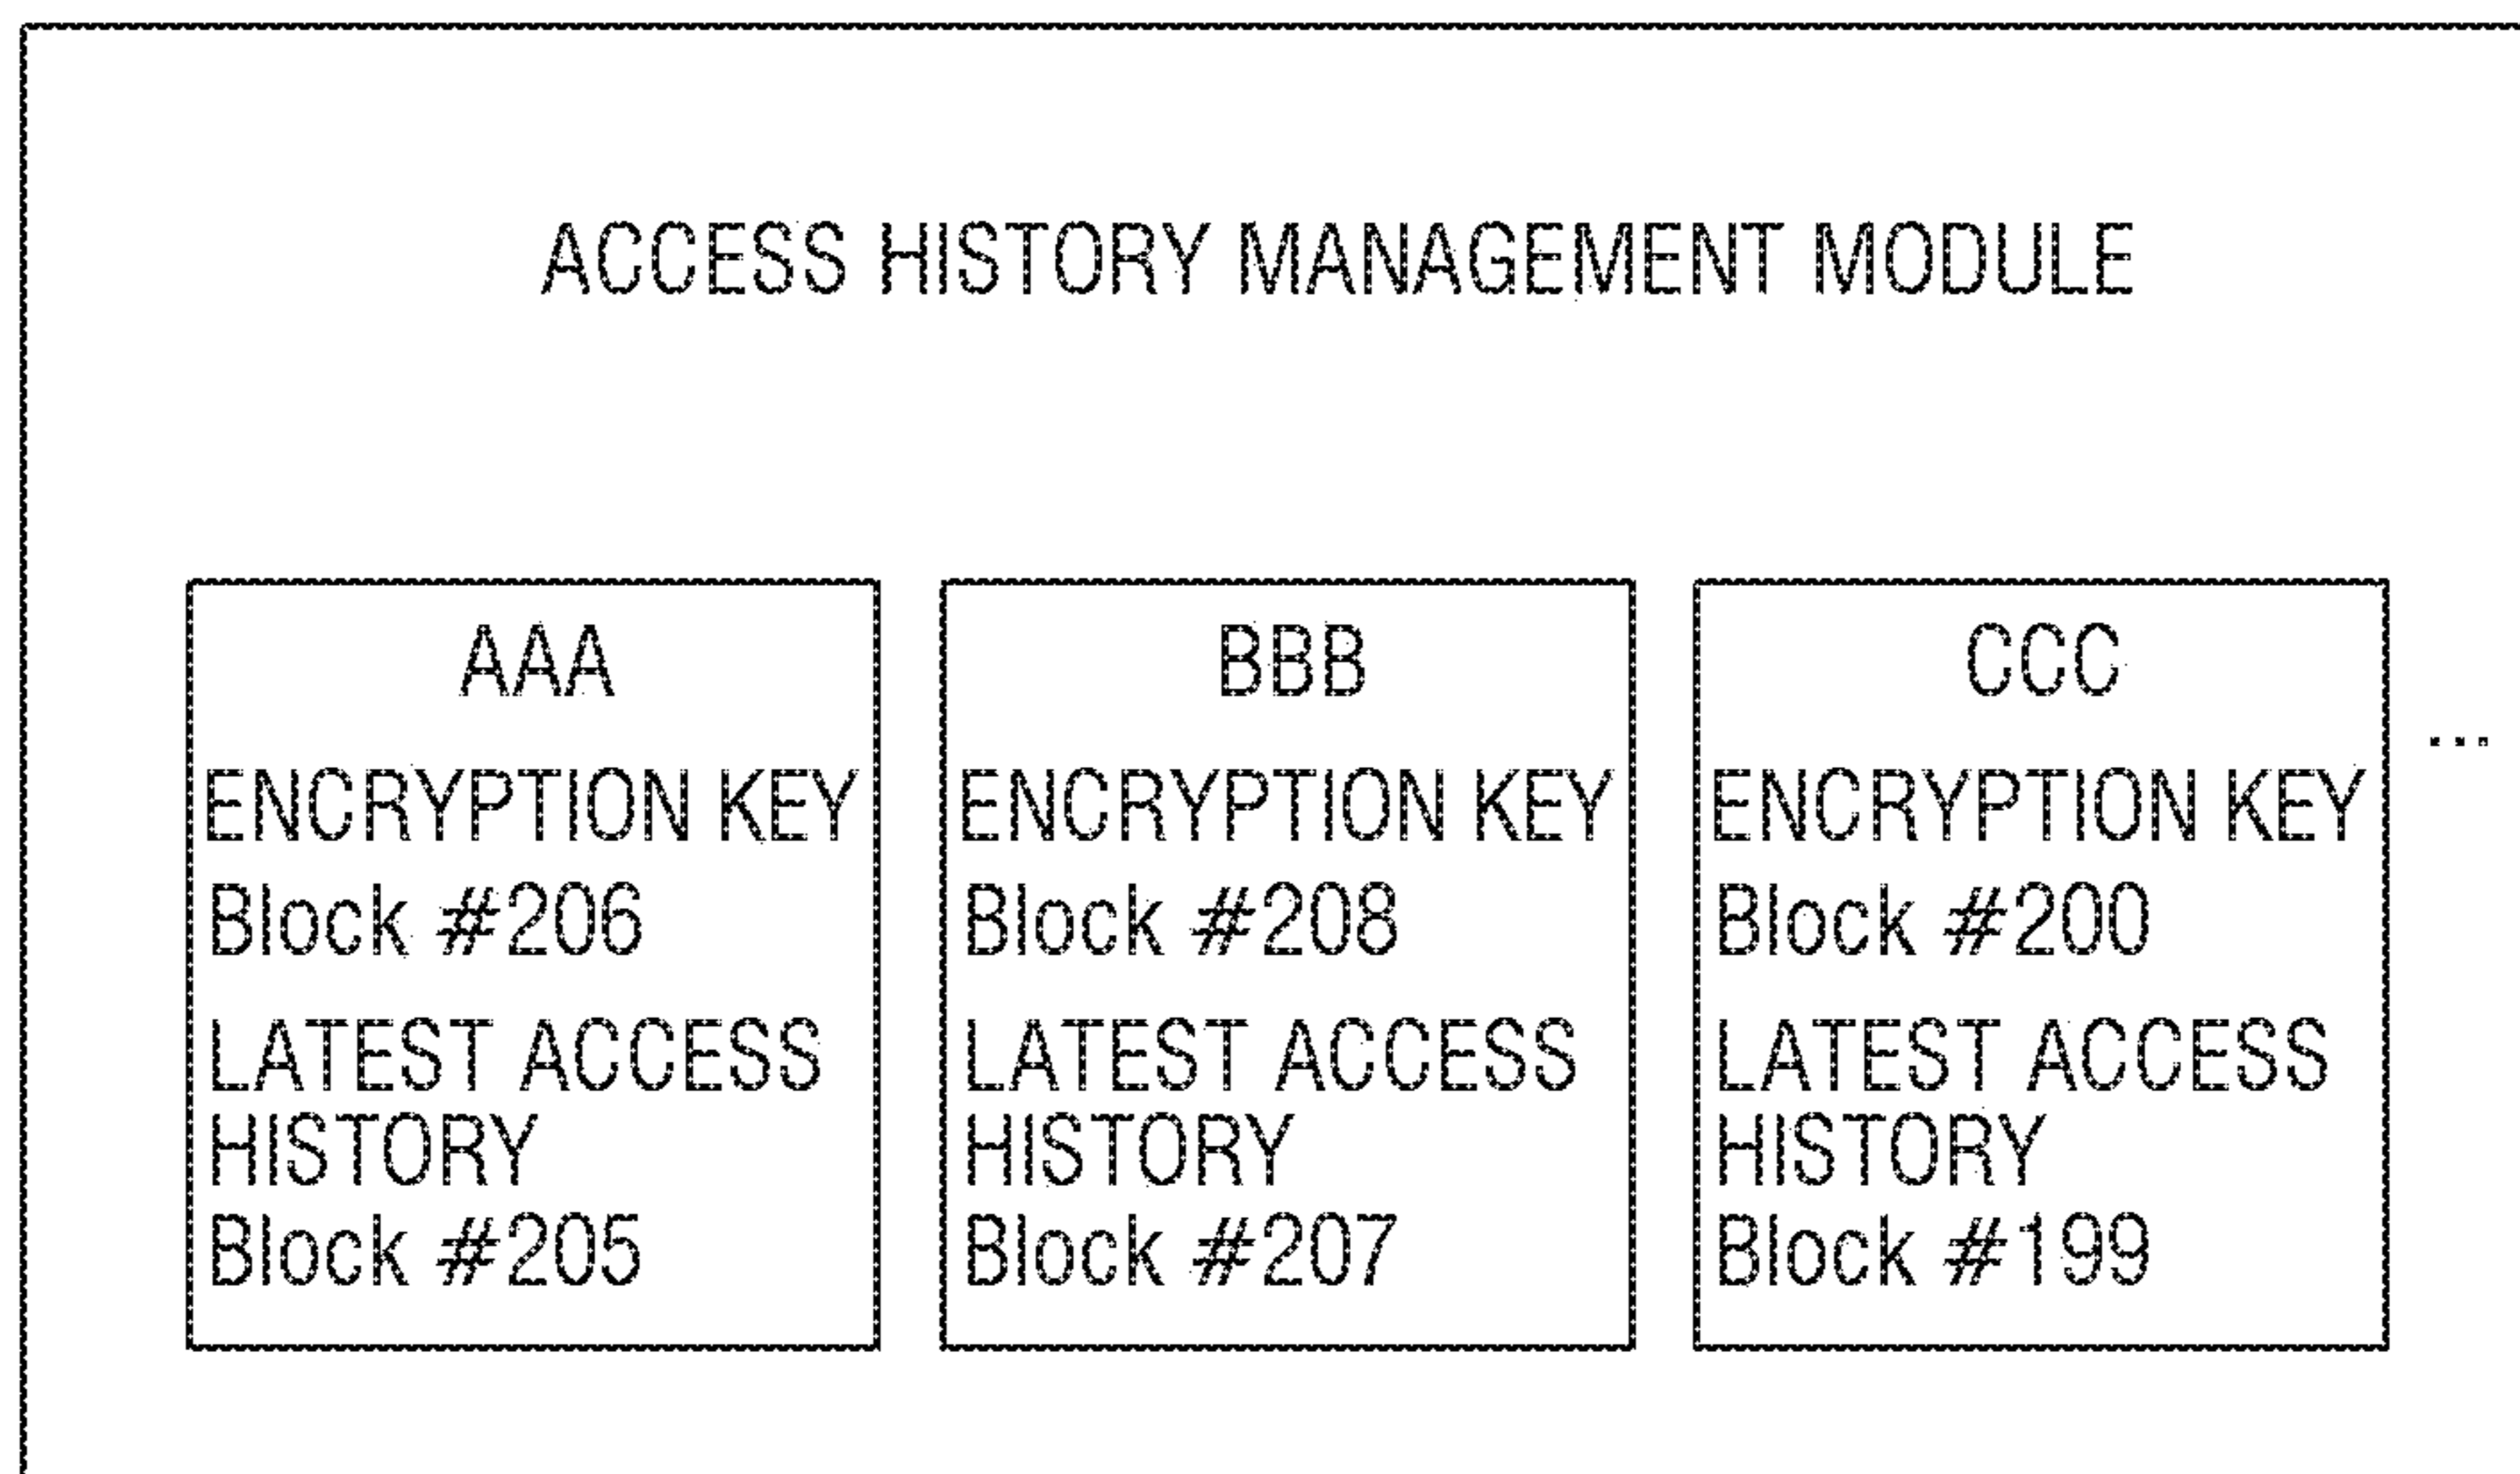 ACCESS HISTORY MANAGEMENT MODULE
AAA
ENCRYPTION KEY
Block #206
LATEST ACCESS
HISTORY
Block #205
BBB
ENCRYPTION KEY
Block #208
LATEST ACCESS
HISTORY
Block #207
CCC
ENCRYPTION KEY
Block #200
LATEST ACCESS
HISTORY
Block #199
...